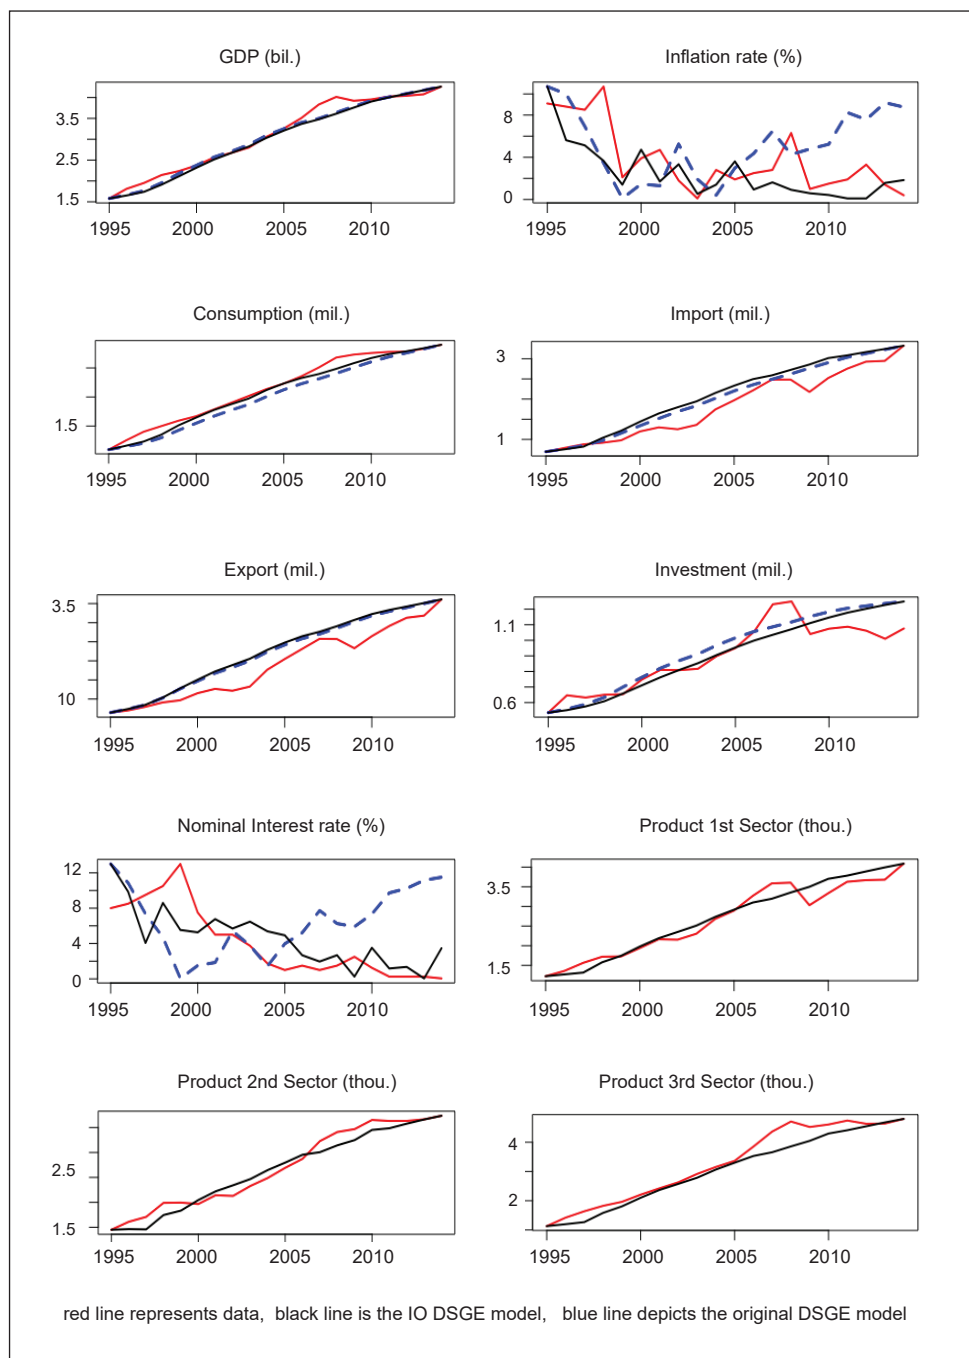 GDP (bil.)
3.5
2.5
1.5
1995 2000 2005 2010
Inflation rate (%)
8
4
0
1995 2000 2005 2010
Consumption (mil.)
1.5
1995 2000 2005 2010
Import (mil.)
3
1
1995 2000 2005 2010
Export (mil.)
3.5
10
1995 2000 2005 2010
Investment (mil.)
1.1
0.6
1995 2000 2005 2010
Nominal Interest rate (%)
12
8
4
0
1995 2000 2005 2010
Product 1st Sector (thou.)
3.5
1.5
1995 2000 2005 2010
Product 2nd Sector (thou.)
2.5
1.5
1995 2000 2005 2010
Product 3rd Sector (thou.)
4
2
1995 2000 2005 2010
red line represents data, black line is the IO DSGE model, blue line depicts the original DSGE model